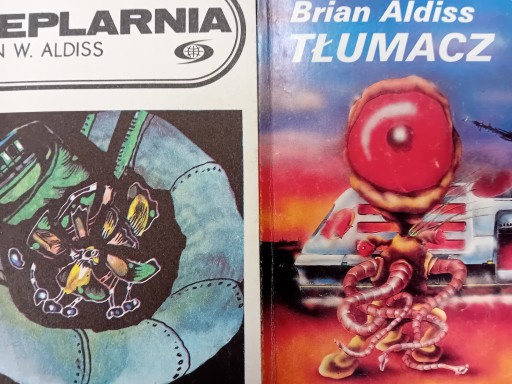 EPLARNIA
N W. ALDISS
Brian Aldiss
TŁUMACZ